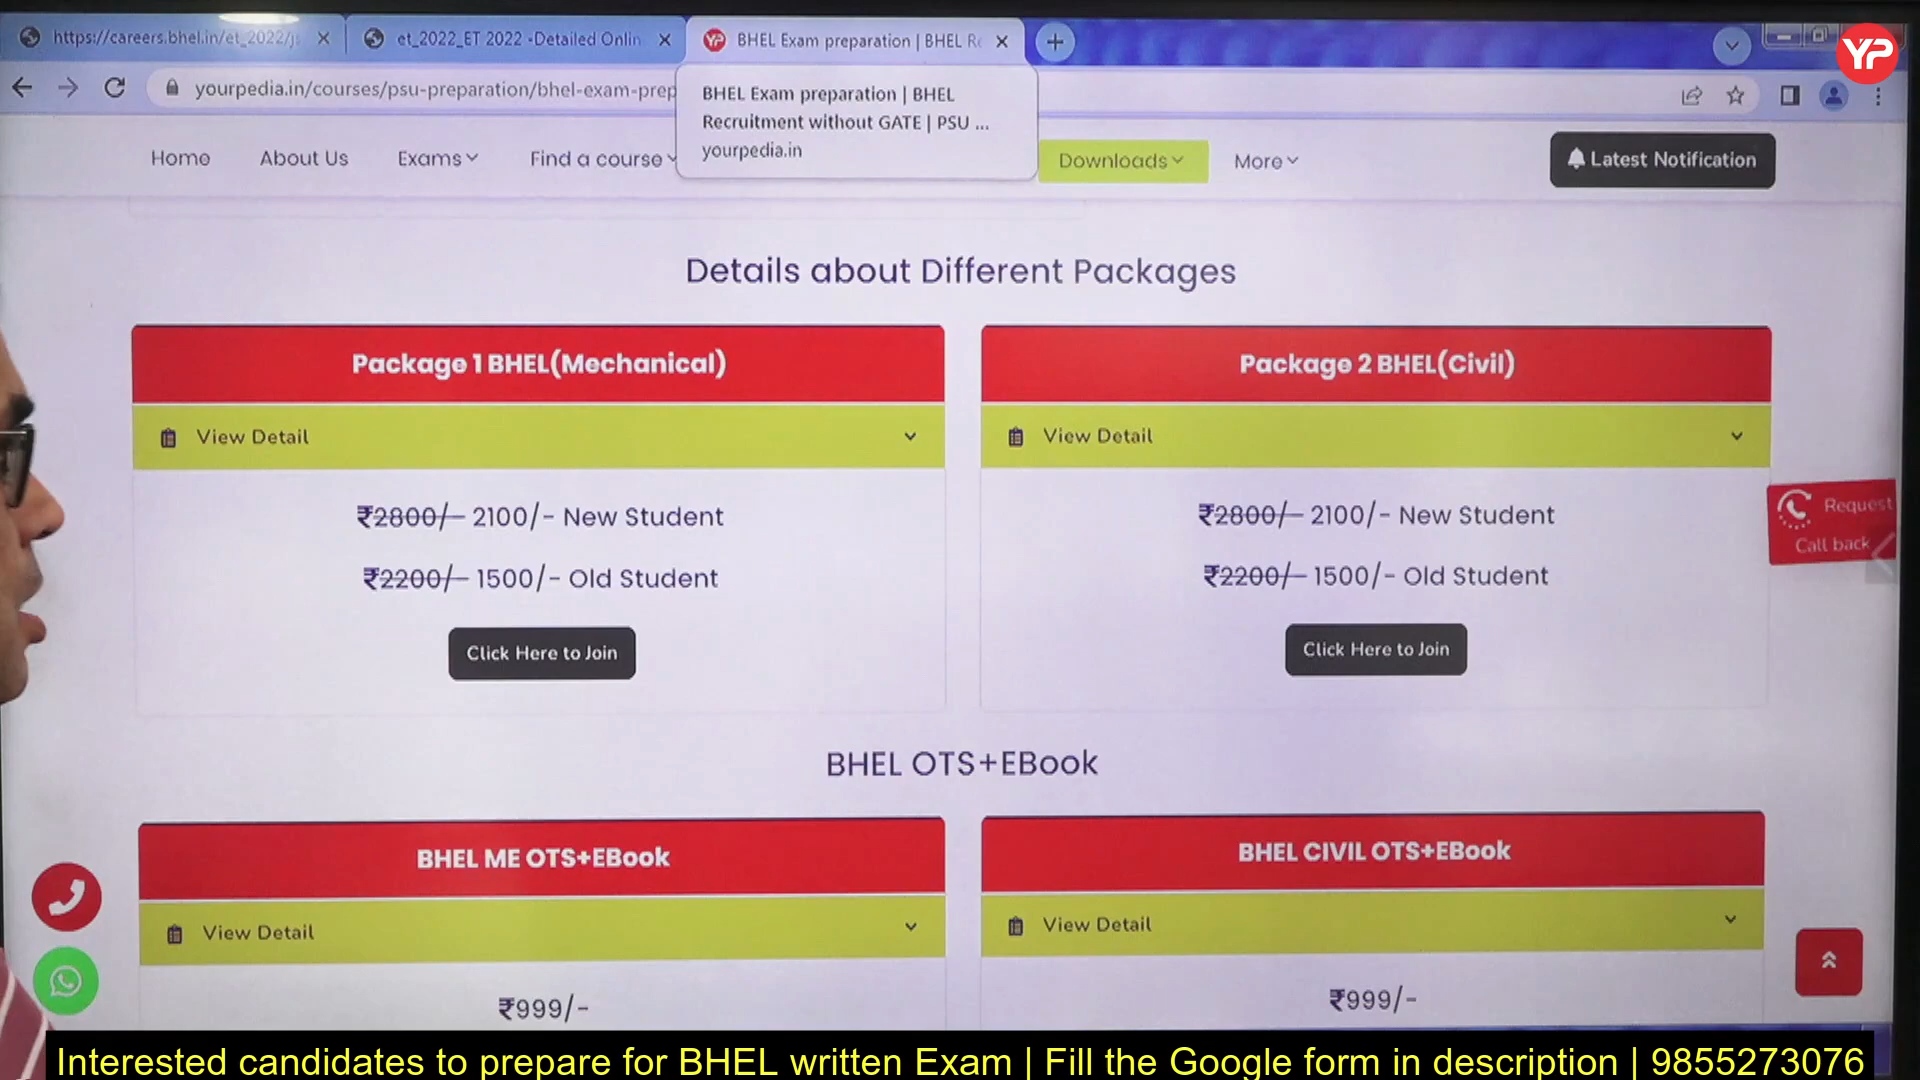 https://careers.bhel.in/et_2022/js
et_2022_ET 2022 -Detailed Onlin
BHEL Exam preparation | BHEL Re
YP
yourpedia.in/courses/psu-preparation/bhel-exam-prep
BHEL Exam preparation | BHEL
Recruitment without GATE | PSU ...
yourpedia.in
Home
About Us
Exams
Find a course
Downloads
More
Latest Notification
Details about Different Packages
Package 1 BHEL(Mechanical)
Package 2 BHEL(Civil)
View Detail
View Detail
₹2800/- 2100/- New Student
₹2800/- 2100/- New Student
₹2200/- 1500/- Old Student
₹2200/- 1500/- Old Student
Request
Call back
Click Here to Join
Click Here to Join
BHEL OTS+EBook
BHEL ME OTS+EBook
BHEL CIVIL OTS+EBook
View Detail
View Detail
₹999/-
₹999/-
Interested candidates to prepare for BHEL written Exam | Fill the Google form in description | 9855273076